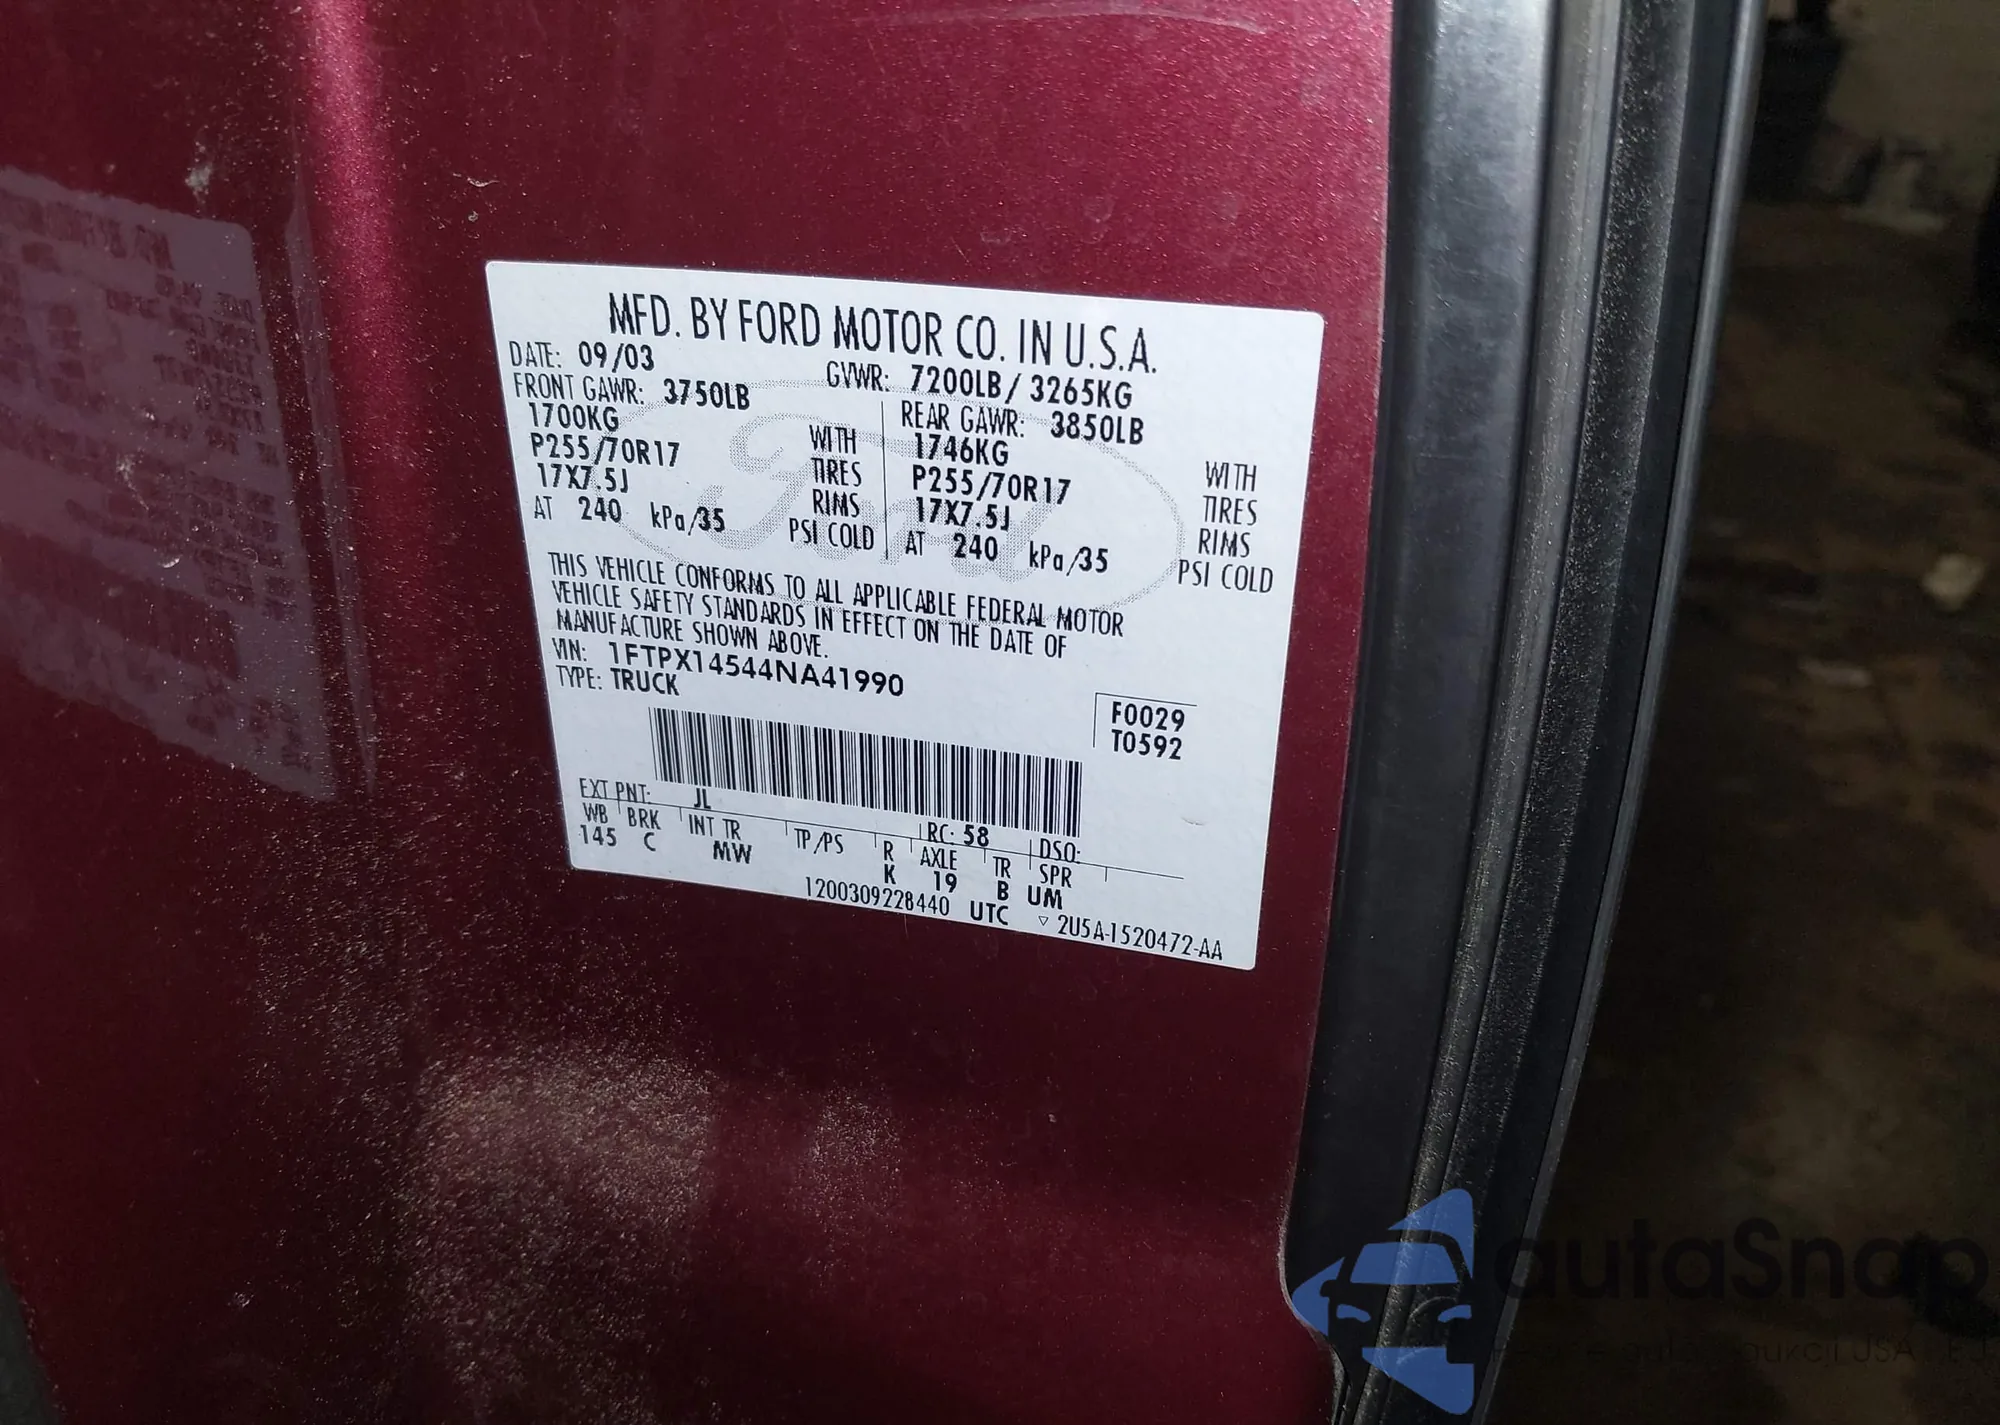 MFD. BY FORD MOTOR CO. IN U.S.A.
DATE: 09/03 GVWR: 7200LB / 3265KG
FRONT GAWR: 3750LB REAR GAWR: 3850LB
1700KG WITH 1746KG WITH
P255/70R17 TIRES P255/70R17 TIRES
17X7.5J RIMS 17X7.5J RIMS
AT 240 kPa/35 PSI COLD AT 240 kPa/35 PSI COLD
THIS VEHICLE CONFORMS TO ALL APPLICABLE FEDERAL MOTOR
VEHICLE SAFETY STANDARDS IN EFFECT ON THE DATE OF
MANUFACTURE SHOWN ABOVE.
VIN: 1FTPX14544NA41990
TYPE: TRUCK
F0029
T0592
EXT PNT: JL RC: 58 DSO:
WB BRK INT TR TP/PS R AXLE TR SPR
145 C MW K 19 B UM
1200309228440 UTC ▽ 2U5A-1520472-AA
autaSnap